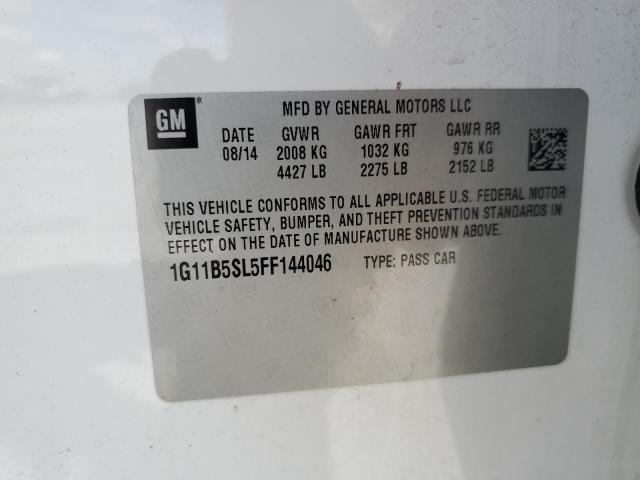 GM ®
MFD BY GENERAL MOTORS LLC
DATE GVWR GAWR FRT GAWR RR
08/14 2008 KG 1032 KG 976 KG
4427 LB 2275 LB 2152 LB
THIS VEHICLE CONFORMS TO ALL APPLICABLE U.S. FEDERAL MOTOR
VEHICLE SAFETY, BUMPER, AND THEFT PREVENTION STANDARDS IN
EFFECT ON THE DATE OF MANUFACTURE SHOWN ABOVE.
1G11B5SL5FF144046 TYPE: PASS CAR